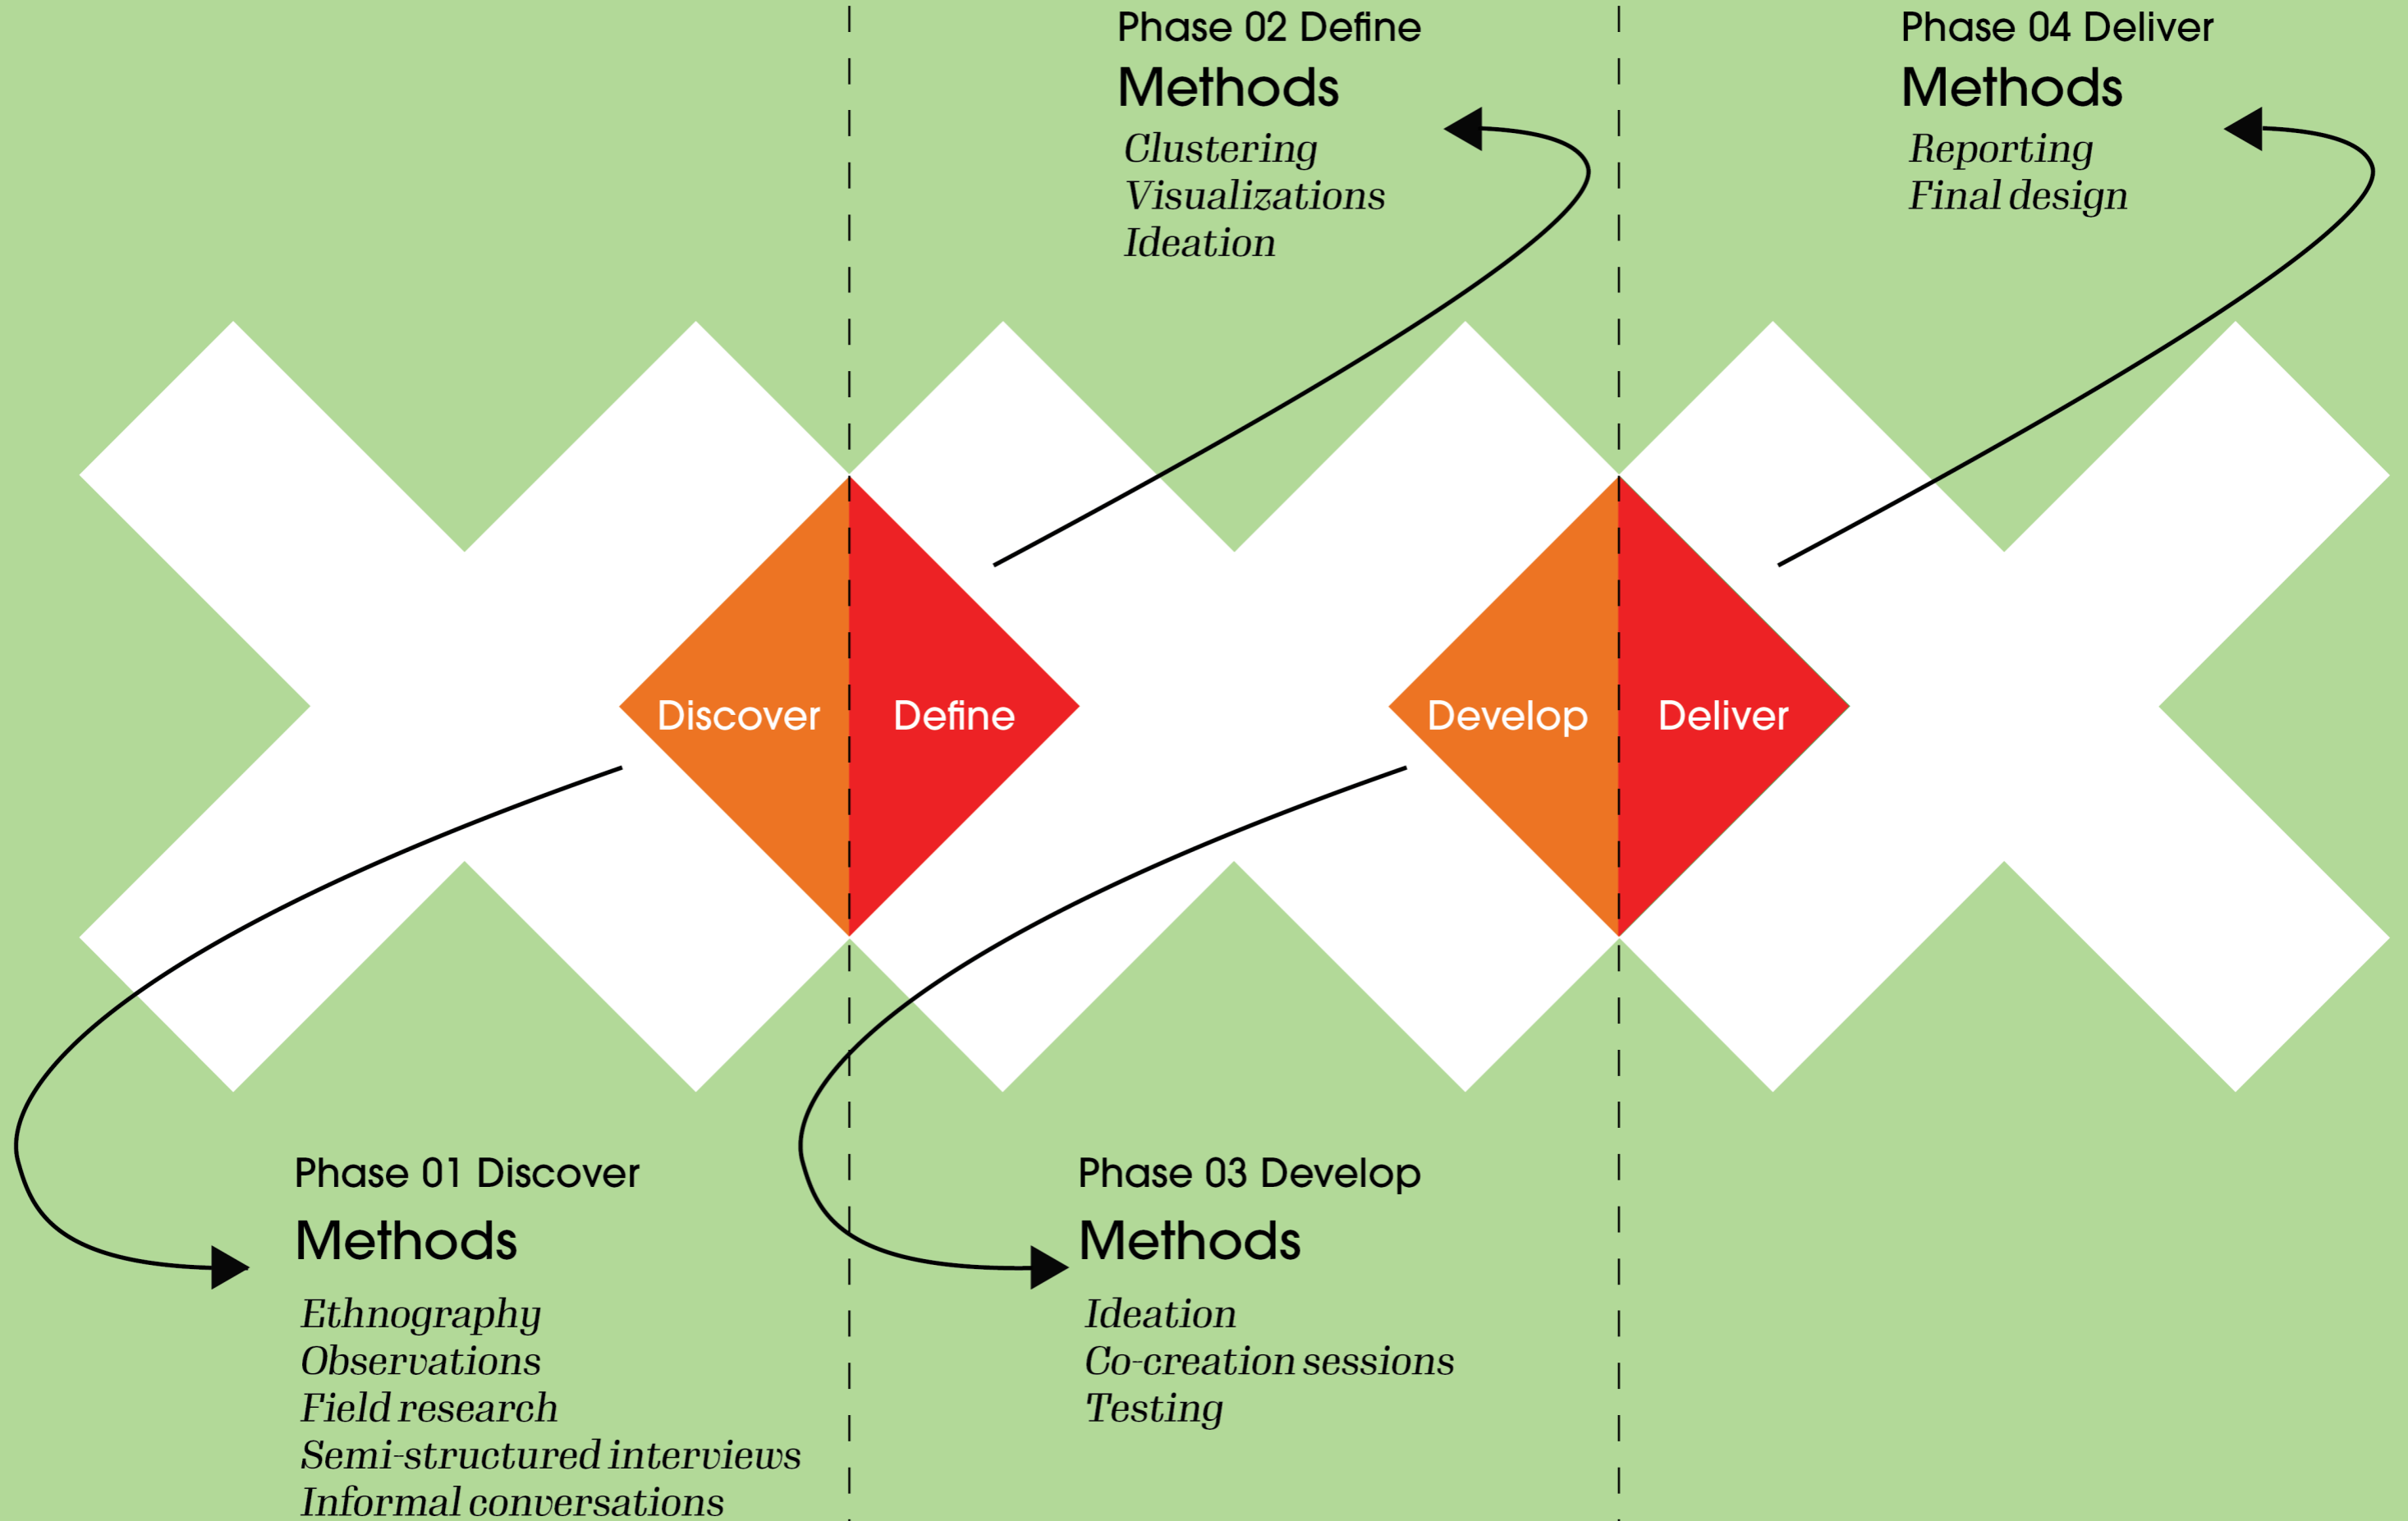 Phase 02 Define
Methods
Clustering
Visualizations
Ideation
Phase 04 Deliver
Methods
Reporting
Final design
Discover
Define
Develop
Deliver
Phase 01 Discover
Methods
Ethnography
Observations
Field research
Semi-structured interviews
Informal conversations
Phase 03 Develop
Methods
Ideation
Co-creation sessions
Testing